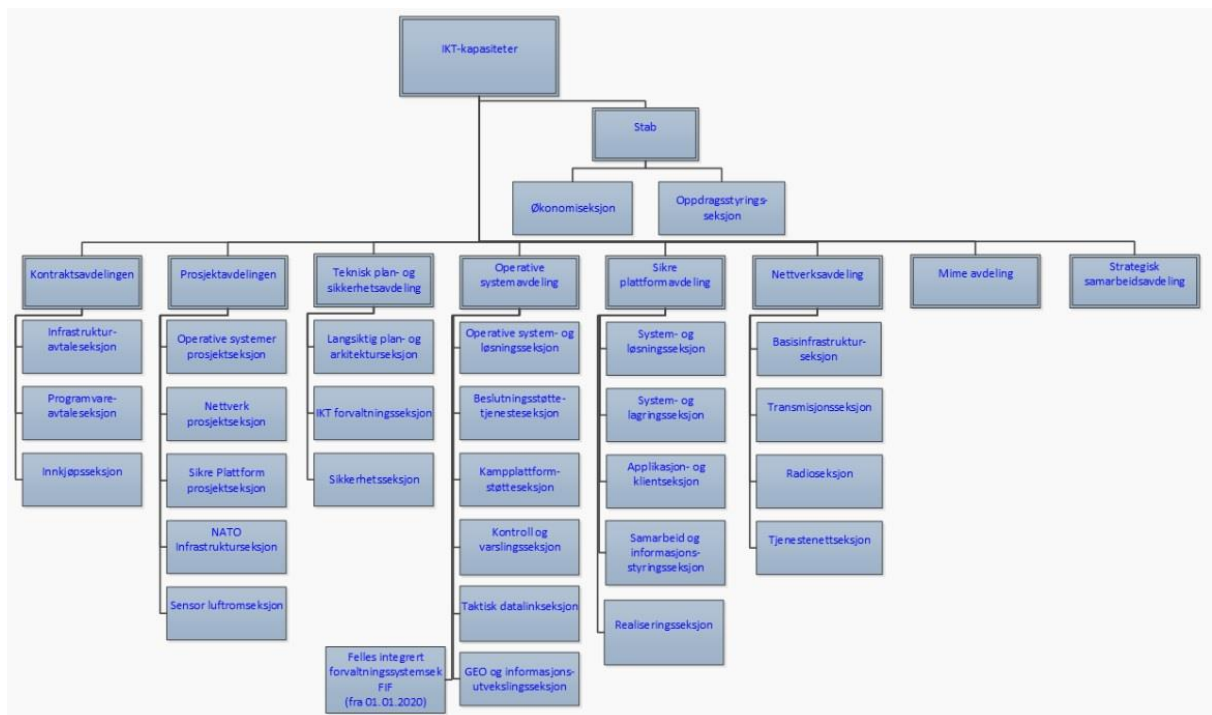 IKT-kapasiteter
Stab
Økonomiseksjon
Oppdragsstyrings-
seksjon
Kontraktsavdelingen
Infrastruktur-
avtaleseksjon
Programvare-
avtaleseksjon
Innkjøpsseksjon
Prosjektavdelingen
Operative systemer
prosjektseksjon
Nettverk
prosjektseksjon
Sikre Plattform
prosjektseksjon
NATO
Infrastrukturseksjon
Sensor luftromseksjon
Teknisk plan- og
sikkerhetsavdeling
Langsiktig plan- og
arkitekturseksjon
IKT forvaltningsseksjon
Sikkerhetsseksjon
Operative
systemavdeling
Operative system- og
løsningsseksjon
Beslutningsstøtte-
tjenesteseksjon
Kampplattform-
støtteseksjon
Kontroll og
varslingsseksjon
Taktisk datalinkseksjon
Felles integrert
forvaltningssystemsek
FIF
(fra 01.01.2020)
GEO og informasjons-
utvekslingsseksjon
Sikre
plattformavdeling
System- og
løsningsseksjon
System- og
lagringsseksjon
Applikasjon- og
klientseksjon
Samarbeid og
informasjons-
styringsseksjon
Realiseringsseksjon
Nettverksavdeling
Basisinfrastruktur-
seksjon
Transmisjonsseksjon
Radioseksjon
Tjenestenettseksjon
Mime avdeling
Strategisk
samarbeidsavdeling